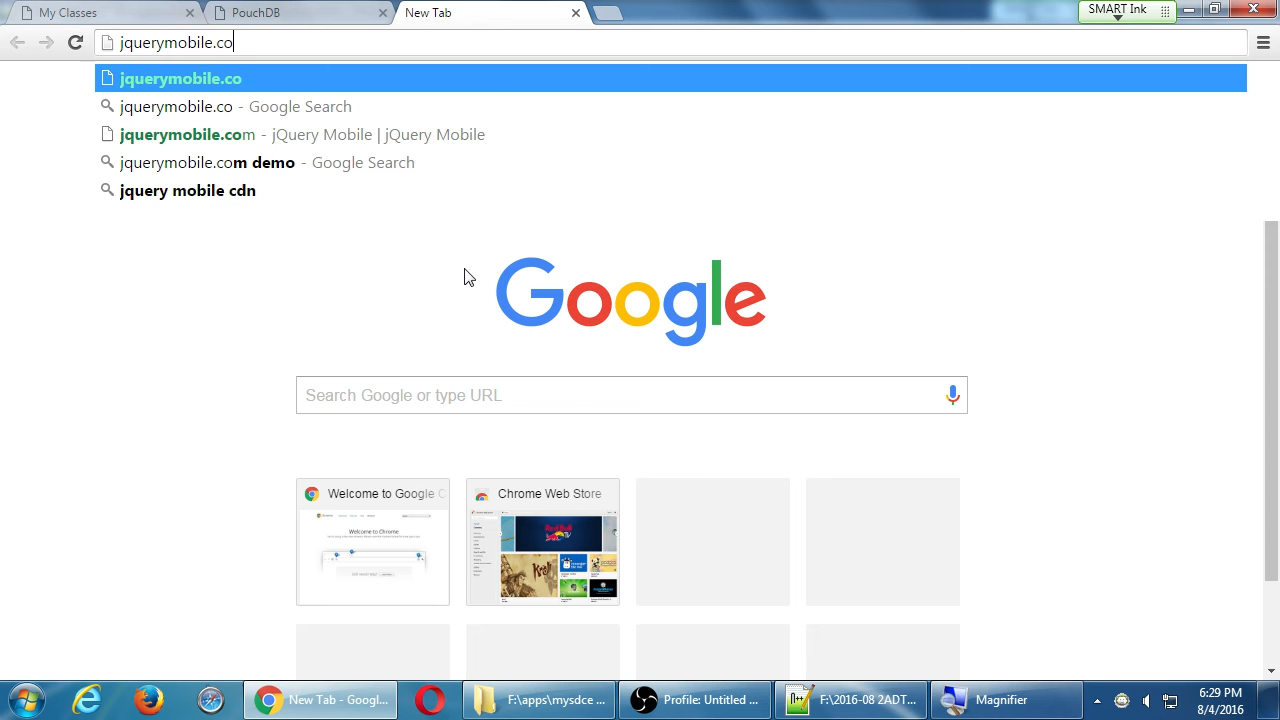 My Classes
PouchDB
New Tab
SMART Ink
jquerymobile.co
jquerymobile.co
jquerymobile.co - Google Search
jquerymobile.com - jQuery Mobile | jQuery Mobile
jquerymobile.com demo - Google Search
jquery mobile cdn
Google
Search Google or type URL
Welcome to Google C
Chrome Web Store
Welcome to Chrome
New Tab - Googl...
F:\apps\mysdce ...
Profile: Untitled ...
F:\2016-08 2ADT...
Magnifier
6:29 PM
8/4/2016